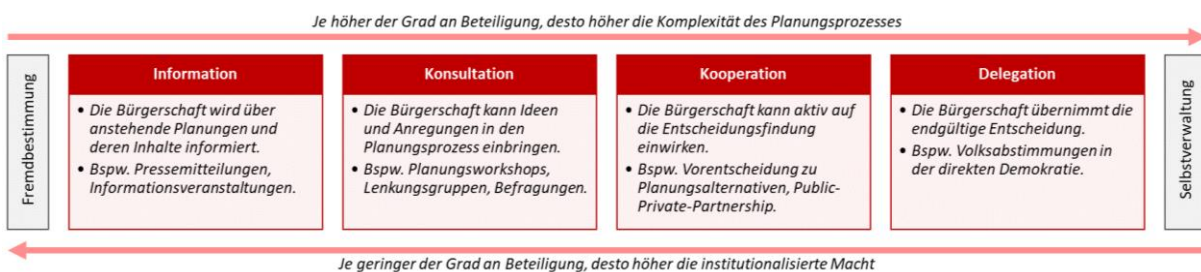 Je höher der Grad an Beteiligung, desto höher die Komplexität des Planungsprozesses
Fremdbestimmung
Information
• Die Bürgerschaft wird über
anstehende Planungen und
deren Inhalte informiert.
• Bspw. Pressemitteilungen,
Informationsveranstaltungen.
Konsultation
• Die Bürgerschaft kann Ideen
und Anregungen in den
Planungsprozess einbringen.
• Bspw. Planungsworkshops,
Lenkungsgruppen, Befragungen.
Kooperation
• Die Bürgerschaft kann aktiv auf
die Entscheidungsfindung
einwirken.
• Bspw. Vorentscheidung zu
Planungsalternativen, Public-
Private-Partnership.
Delegation
• Die Bürgerschaft übernimmt die
endgültige Entscheidung.
• Bspw. Volksabstimmungen in
der direkten Demokratie.
Selbstverwaltung
Je geringer der Grad an Beteiligung, desto höher die institutionalisierte Macht